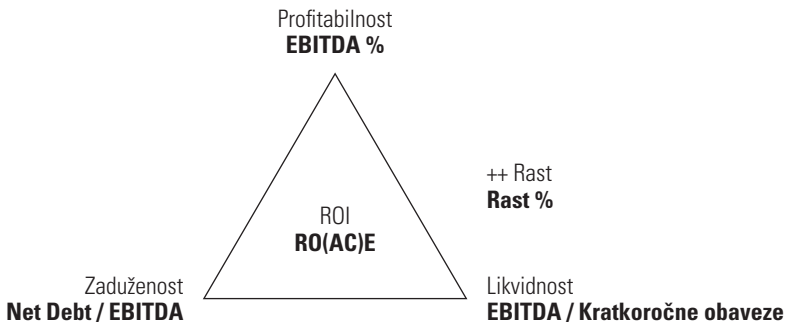 Profitabilnost
EBITDA %
++ Rast
Rast %
ROI
RO(AC)E
Zaduženost
Net Debt / EBITDA
Likvidnost
EBITDA / Kratkoročne obaveze